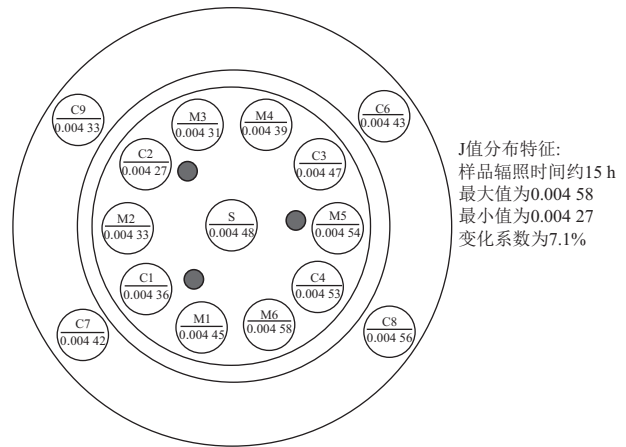 C9
0.004 33
C6
0.004 43
M3
0.004 31
M4
0.004 39
C2
0.004 27
C3
0.004 47
M2
0.004 33
S
0.004 48
M5
0.004 54
C1
0.004 36
C4
0.004 53
M1
0.004 45
M6
0.004 58
C7
0.004 42
C8
0.004 56
J值分布特征:
样品辐照时间约15 h
最大值为0.004 58
最小值为0.004 27
变化系数为7.1%